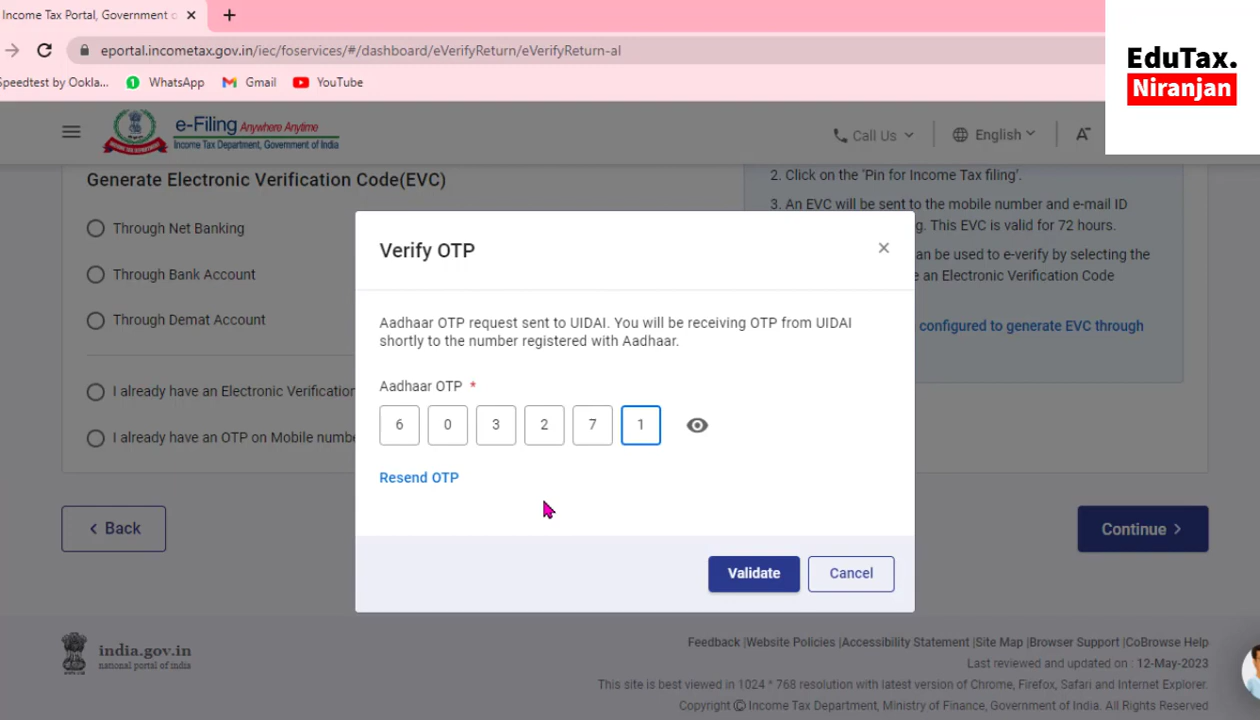 Income Tax Portal, Government
eportal.incometax.gov.in/iec/foservices/#/dashboard/eVerifyReturn/eVerifyReturn-al
Speedtest by Ookla...
1
WhatsApp
Gmail
YouTube
EduTax.
Niranjan
e-Filing Anywhere Anytime
Income Tax Department, Government of India
Call Us
English
A
Generate Electronic Verification Code(EVC)
Through Net Banking
Through Bank Account
Through Demat Account
I already have an Electronic Verification
I already have an OTP on Mobile
2. Click on the 'Pin for Income Tax filing'.
3. An EVC will be sent to the mobile number and e-mail ID
This EVC is valid for 72 hours.
can be used to e-verify by selecting the
an Electronic Verification Code
configured to generate EVC through
Verify OTP
×
Aadhaar OTP request sent to UIDAI. You will be receiving OTP from UIDAI
shortly to the number registered with Aadhaar.
Aadhaar OTP *
6 0 3 2 7 1
Resend OTP
Validate
Cancel
< Back
Continue >
india.gov.in
national portal of india
Feedback |Website Policies |Accessibility Statement |Site Map |Browser Support |CoBrowse Help
Last reviewed and updated on : 12-May-2023
This site is best viewed in 1024 * 768 resolution with latest version of Chrome, Firefox, Safari and Internet Explorer.
Copyright © Income Tax Department, Ministry of Finance, Government of India. All Rights Reserved